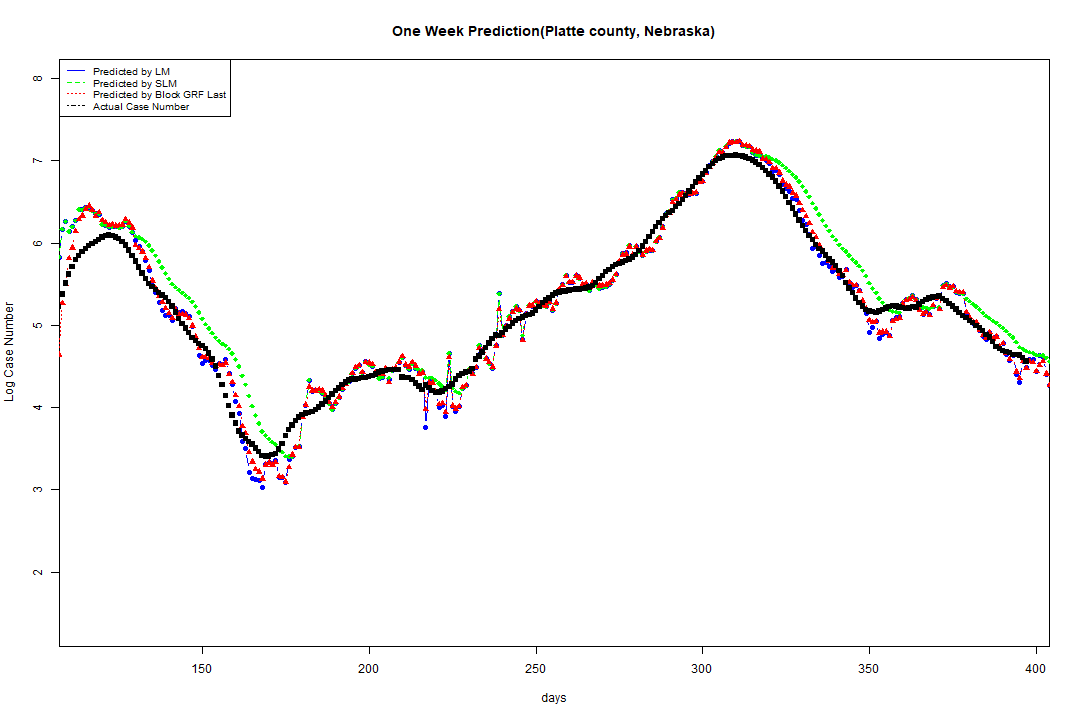 One Week Prediction(Platte county, Nebraska)
Predicted by LM
Predicted by SLM
Predicted by Block GRF Last
Actual Case Number
Log Case Number
8
7
6
5
4
3
2
150 200 250 300 350 400
days